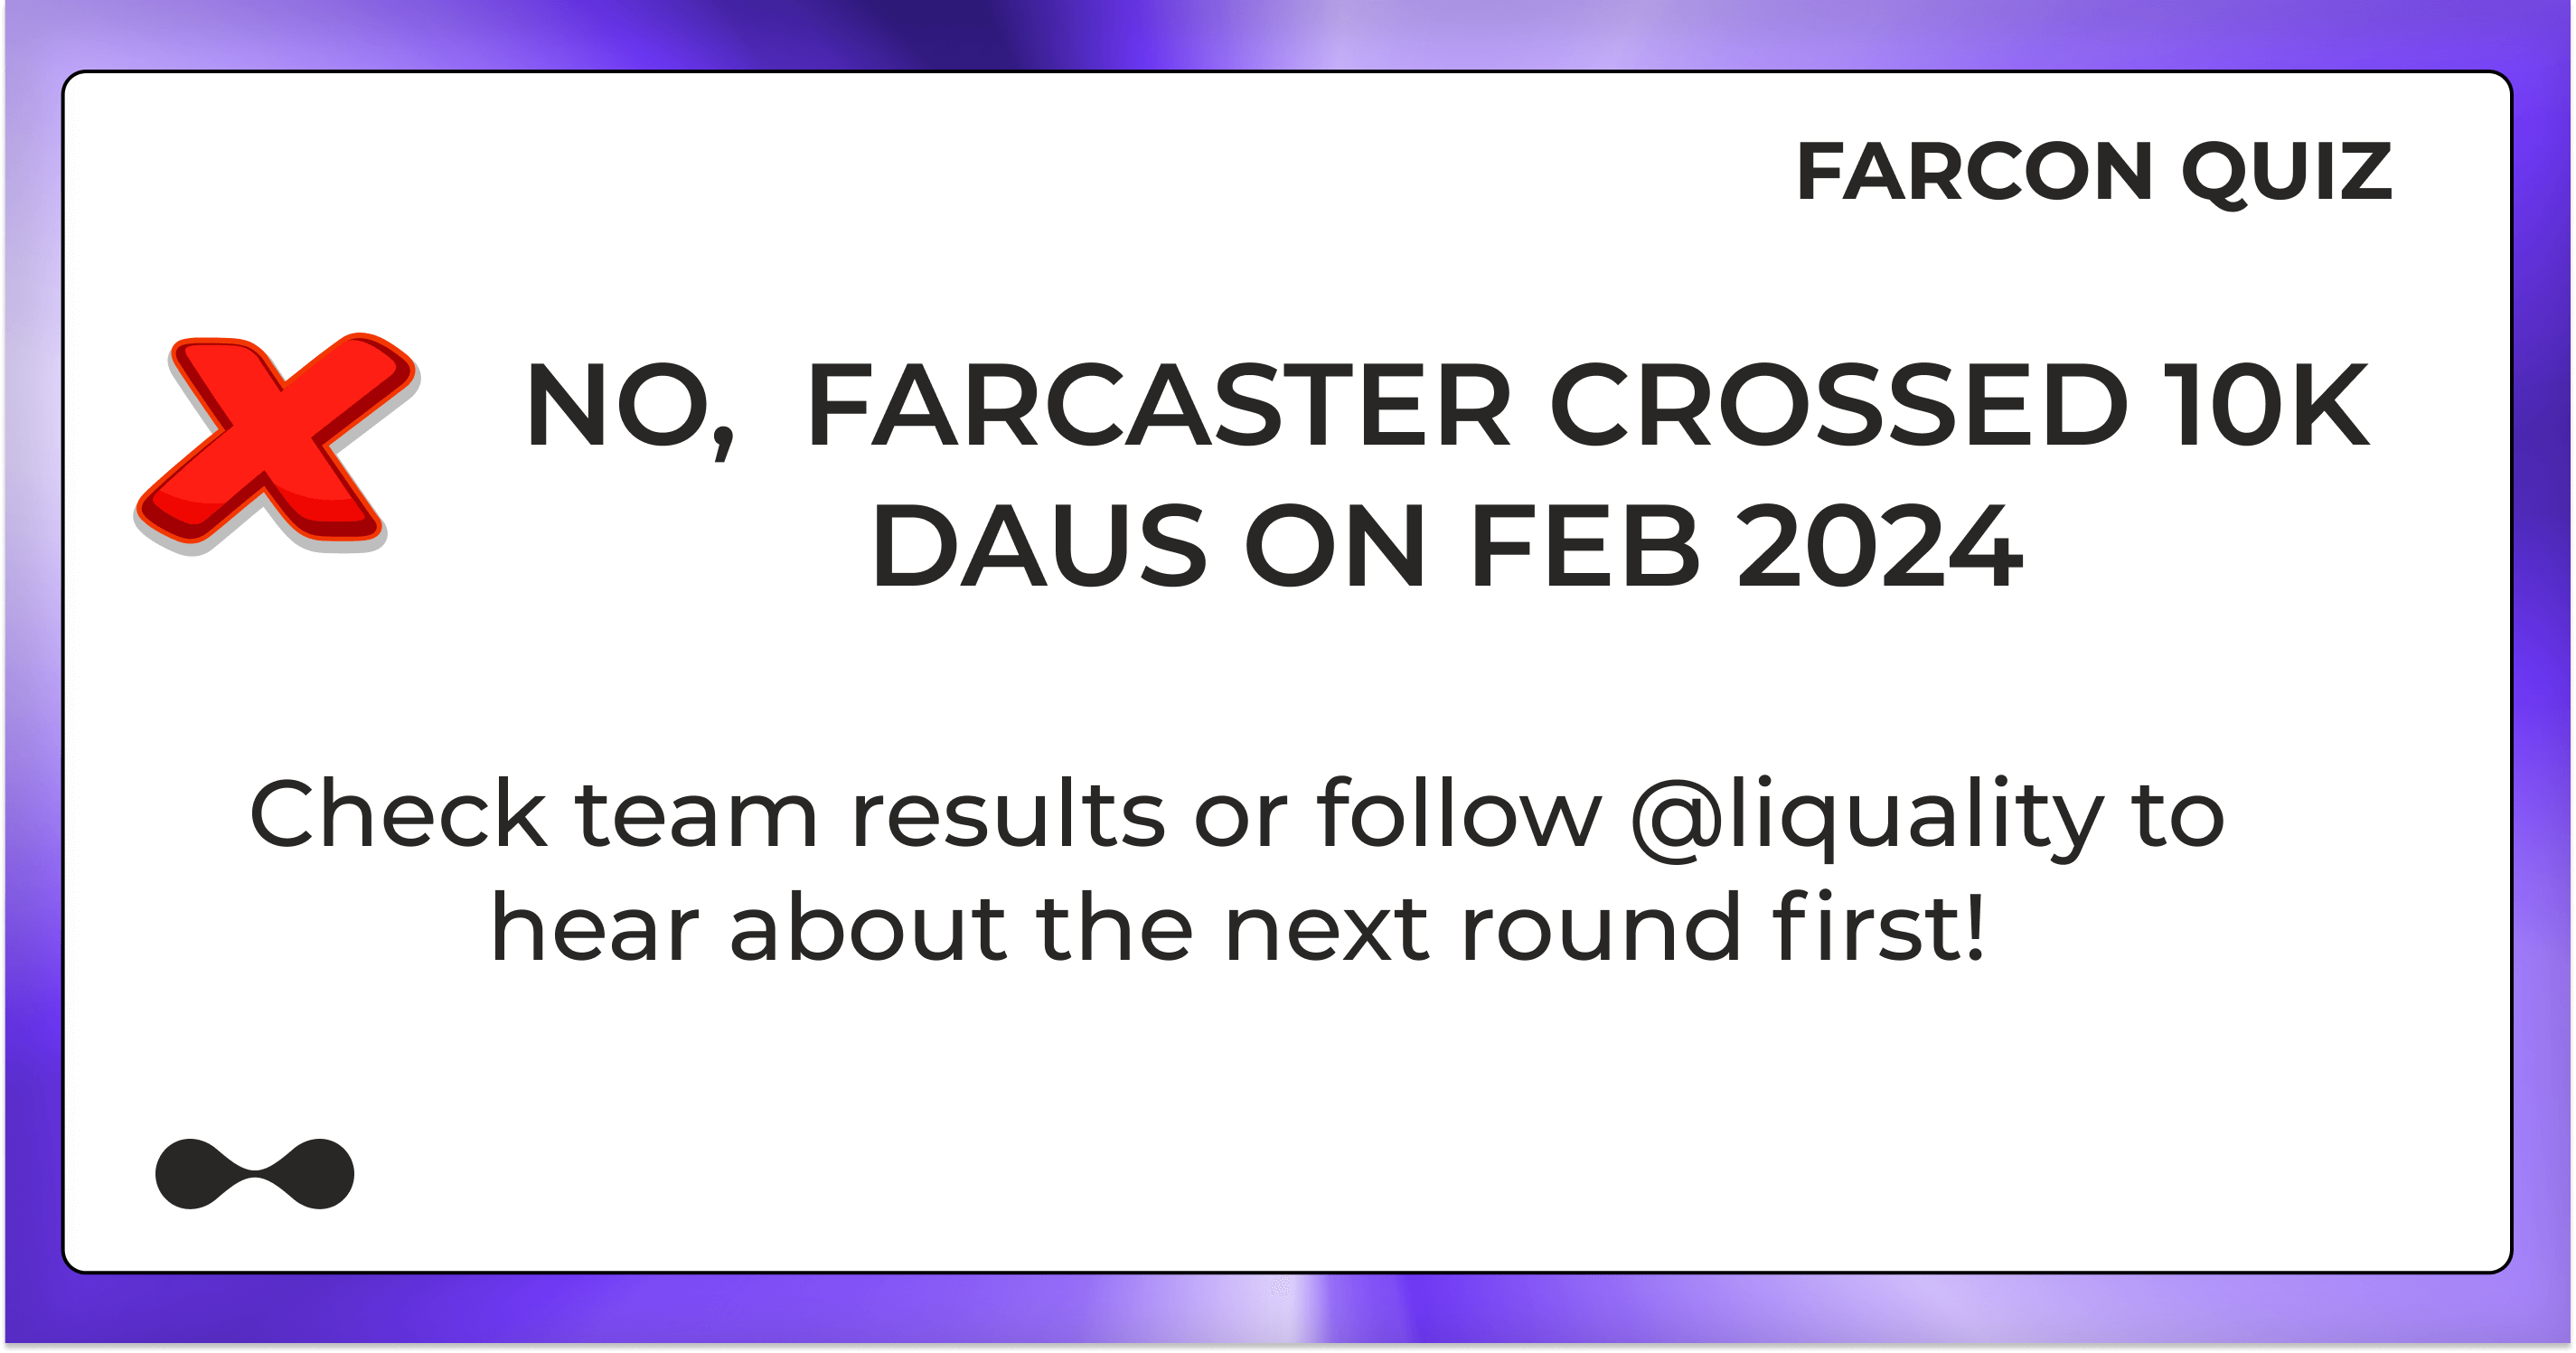 FARCON QUIZ
NO,  FARCASTER CROSSED 10K
DAUS ON FEB 2024
Check team results or follow @liquality to
hear about the next round first!